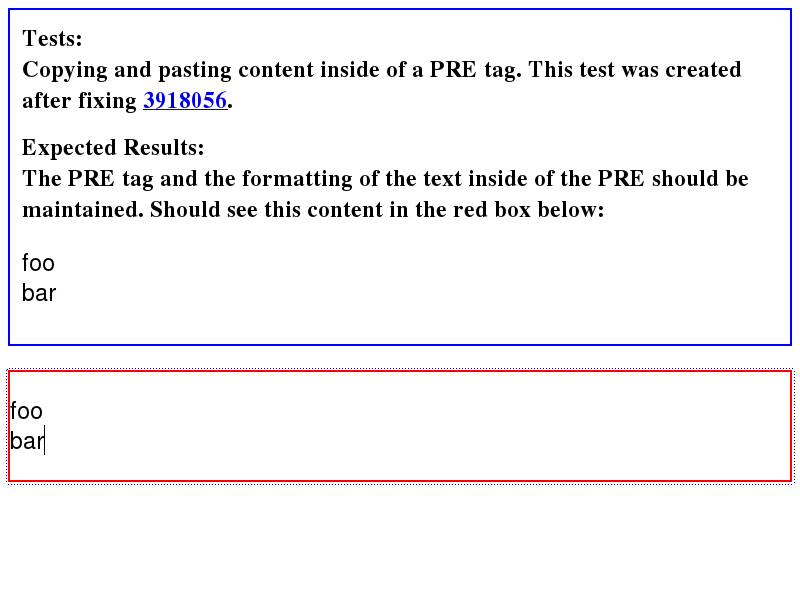 Tests:
Copying and pasting content inside of a PRE tag. This test was created
after fixing 3918056.
Expected Results:
The PRE tag and the formatting of the text inside of the PRE should be
maintained. Should see this content in the red box below:
foo
bar
foo
bar